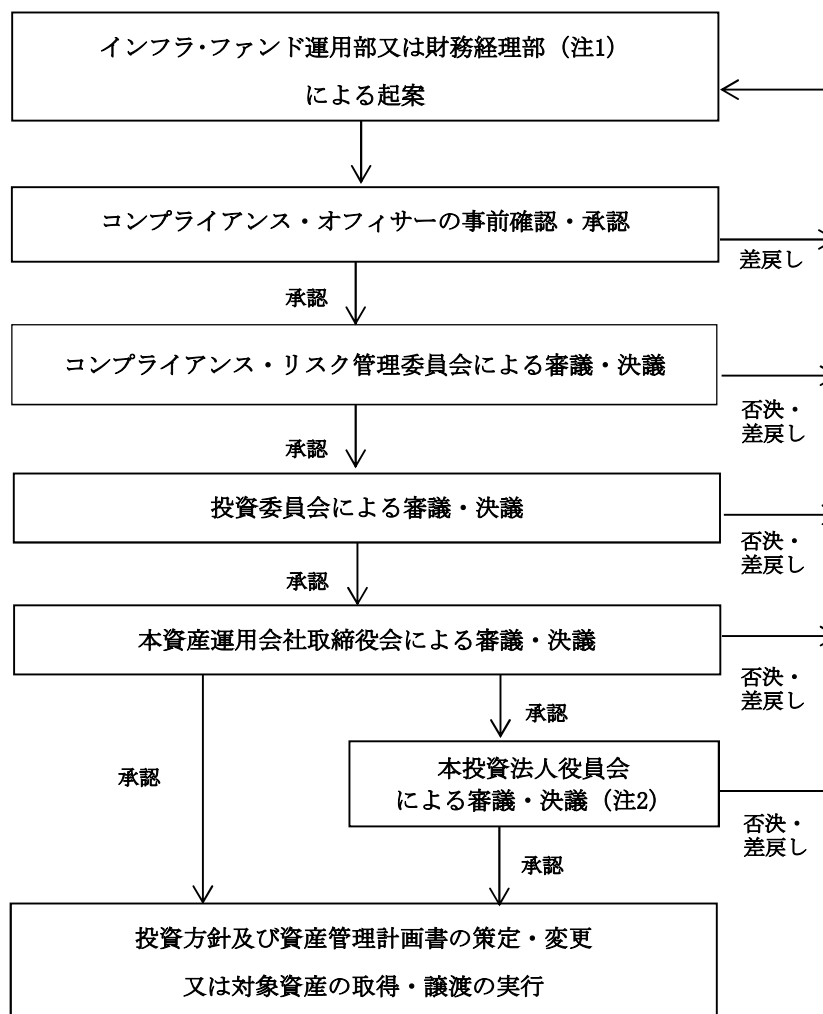 インフラ・ファンド運用部又は財務経理部（注1）
による起案
コンプライアンス・オフィサーの事前確認・承認
差戻し
承認
コンプライアンス・リスク管理委員会による審議・決議
否決・
差戻し
承認
投資委員会による審議・決議
否決・
差戻し
承認
本資産運用会社取締役会による審議・決議
否決・
差戻し
承認
承認
本投資法人役員会
による審議・決議（注2）
否決・
差戻し
承認
投資方針及び資産管理計画書の策定・変更
又は対象資産の取得・譲渡の実行